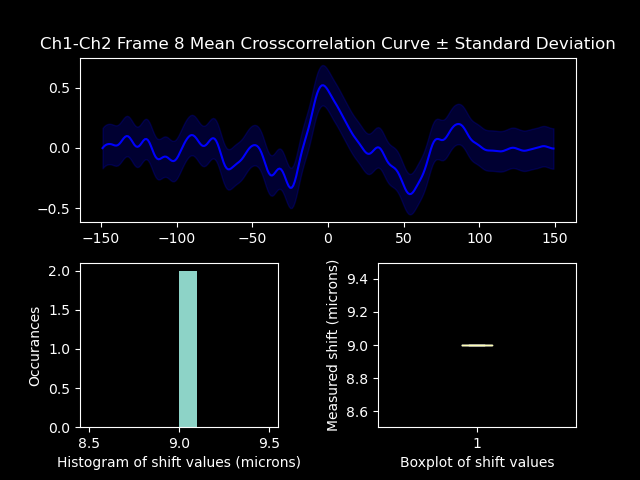 Ch1-Ch2 Frame 8 Mean Crosscorrelation Curve ± Standard Deviation
0.5
0.0
−0.5
−150 −100 −50 0 50 100 150
2.0
1.5
1.0
0.5
0.0
Occurances
8.5 9.0 9.5
Histogram of shift values (microns)
9.4
9.2
9.0
8.8
8.6
Measured shift (microns)
1
Boxplot of shift values